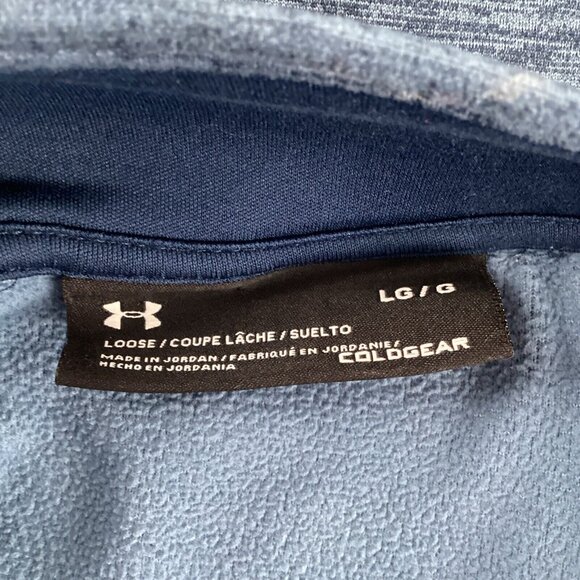 LG / G
LOOSE / COUPE LÂCHE / SUELTO
MADE IN JORDAN / FABRIQUÉ EN JORDANIE /
HECHO EN JORDANIA
COLDGEAR